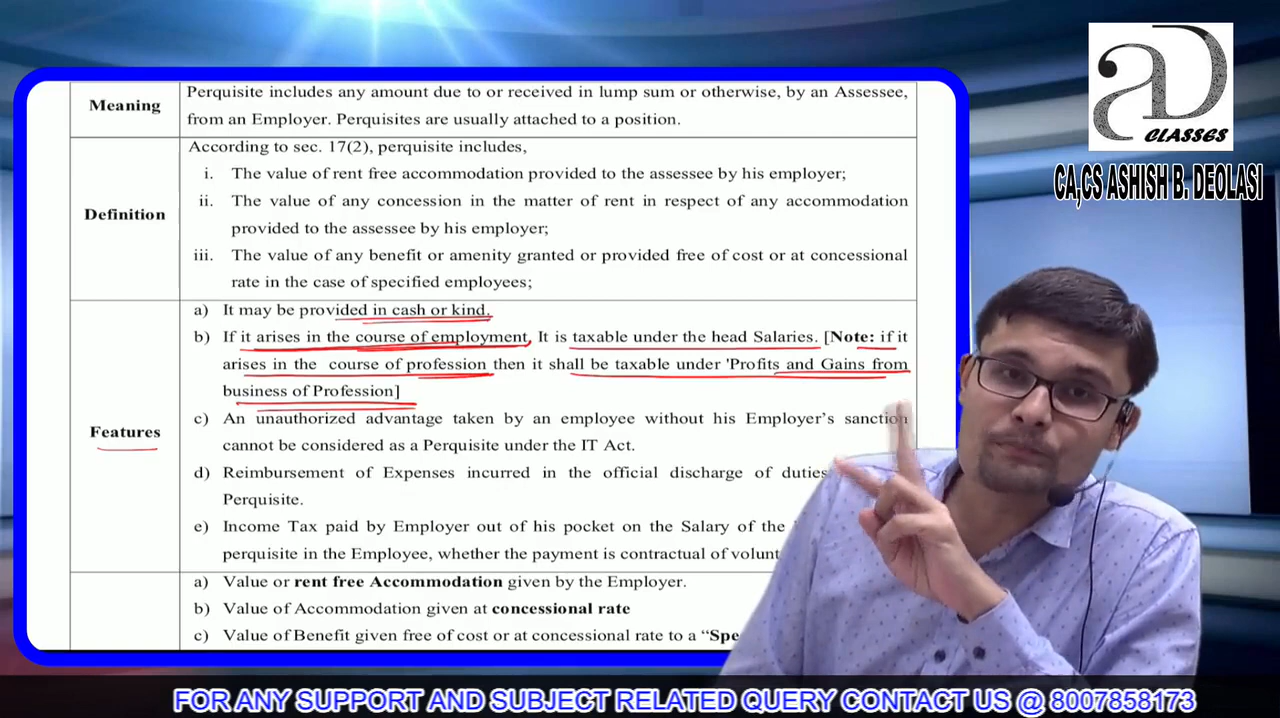 Meaning
Perquisite includes any amount due to or received in lump sum or otherwise, by an Assessee,
from an Employer. Perquisites are usually attached to a position.
Definition
According to sec. 17(2), perquisite includes,
i. The value of rent free accommodation provided to the assessee by his employer;
ii. The value of any concession in the matter of rent in respect of any accommodation
provided to the assessee by his employer;
iii. The value of any benefit or amenity granted or provided free of cost or at concessional
rate in the case of specified employees;
Features
a) It may be provided in cash or kind.
b) If it arises in the course of employment, It is taxable under the head Salaries. [Note: if it
arises in the course of profession then it shall be taxable under 'Profits and Gains from
business of Profession]
c) An unauthorized advantage taken by an employee without his Employer's sanction
cannot be considered as a Perquisite under the IT Act.
d) Reimbursement of Expenses incurred in the official discharge of duties
Perquisite.
e) Income Tax paid by Employer out of his pocket on the Salary of the
perquisite in the Employee, whether the payment is contractual of volunt
a) Value or rent free Accommodation given by the Employer.
b) Value of Accommodation given at concessional rate
c) Value of Benefit given free of cost or at concessional rate to a “Spe
aD
CLASSES
CA,CS ASHISH B. DEOLASI
FOR ANY SUPPORT AND SUBJECT RELATED QUERY CONTACT US @ 8007858173